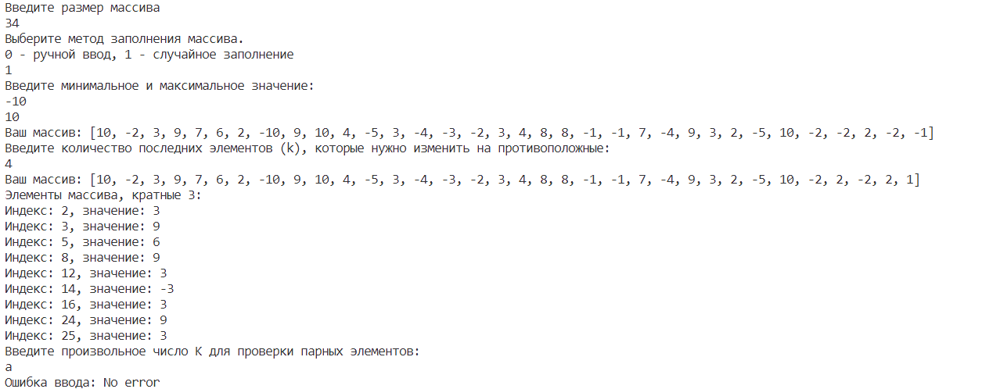 Введите размер массива
34
Выберите метод заполнения массива.
0 - ручной ввод, 1 - случайное заполнение
1
Введите минимальное и максимальное значение:
-10
10
Ваш массив: [10, -2, 3, 9, 7, 6, 2, -10, 9, 10, 4, -5, 3, -4, -3, -2, 3, 4, 8, 8, -1, -1, 7, -4, 9, 3, 2, -5, 10, -2, -2, 2, -2, -1]
Введите количество последних элементов (k), которые нужно изменить на противоположные:
4
Ваш массив: [10, -2, 3, 9, 7, 6, 2, -10, 9, 10, 4, -5, 3, -4, -3, -2, 3, 4, 8, 8, -1, -1, 7, -4, 9, 3, 2, -5, 10, -2, 2, -2, 2, 1]
Элементы массива, кратные 3:
Индекс: 2, значение: 3
Индекс: 3, значение: 9
Индекс: 5, значение: 6
Индекс: 8, значение: 9
Индекс: 12, значение: 3
Индекс: 14, значение: -3
Индекс: 16, значение: 3
Индекс: 24, значение: 9
Индекс: 25, значение: 3
Введите произвольное число К для проверки парных элементов:
а
Ошибка ввода: No error